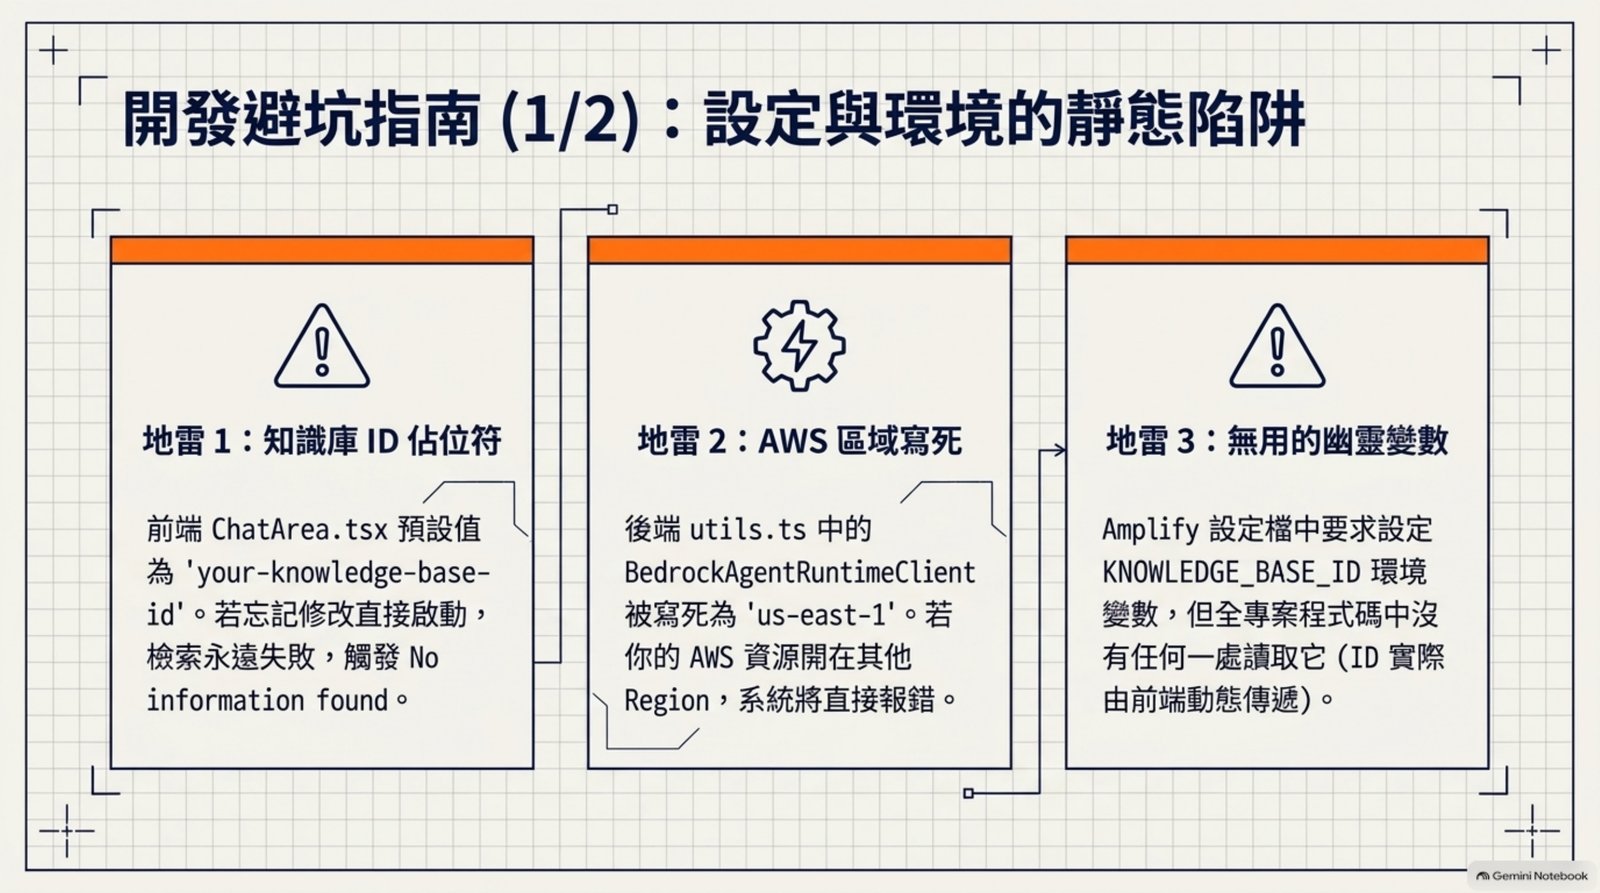 開發避坑指南 (1/2)：設定與環境的靜態陷阱
地雷 1：知識庫 ID 佔位符
前端 ChatArea.tsx 預設值
為 'your-knowledge-base-
id'。若忘記修改直接啟動，
檢索永遠失敗，觸發 No
information found。
地雷 2：AWS 區域寫死
後端 utils.ts 中的
BedrockAgentRuntimeClient
被寫死為 'us-east-1'。若
你的 AWS 資源開在其他
Region，系統將直接報錯。
地雷 3：無用的幽靈變數
Amplify 設定檔中要求設定
KNOWLEDGE_BASE_ID 環境
變數，但全專案程式碼中沒
有任何一處讀取它 (ID 實際
由前端動態傳遞)。
Gemini Notebook